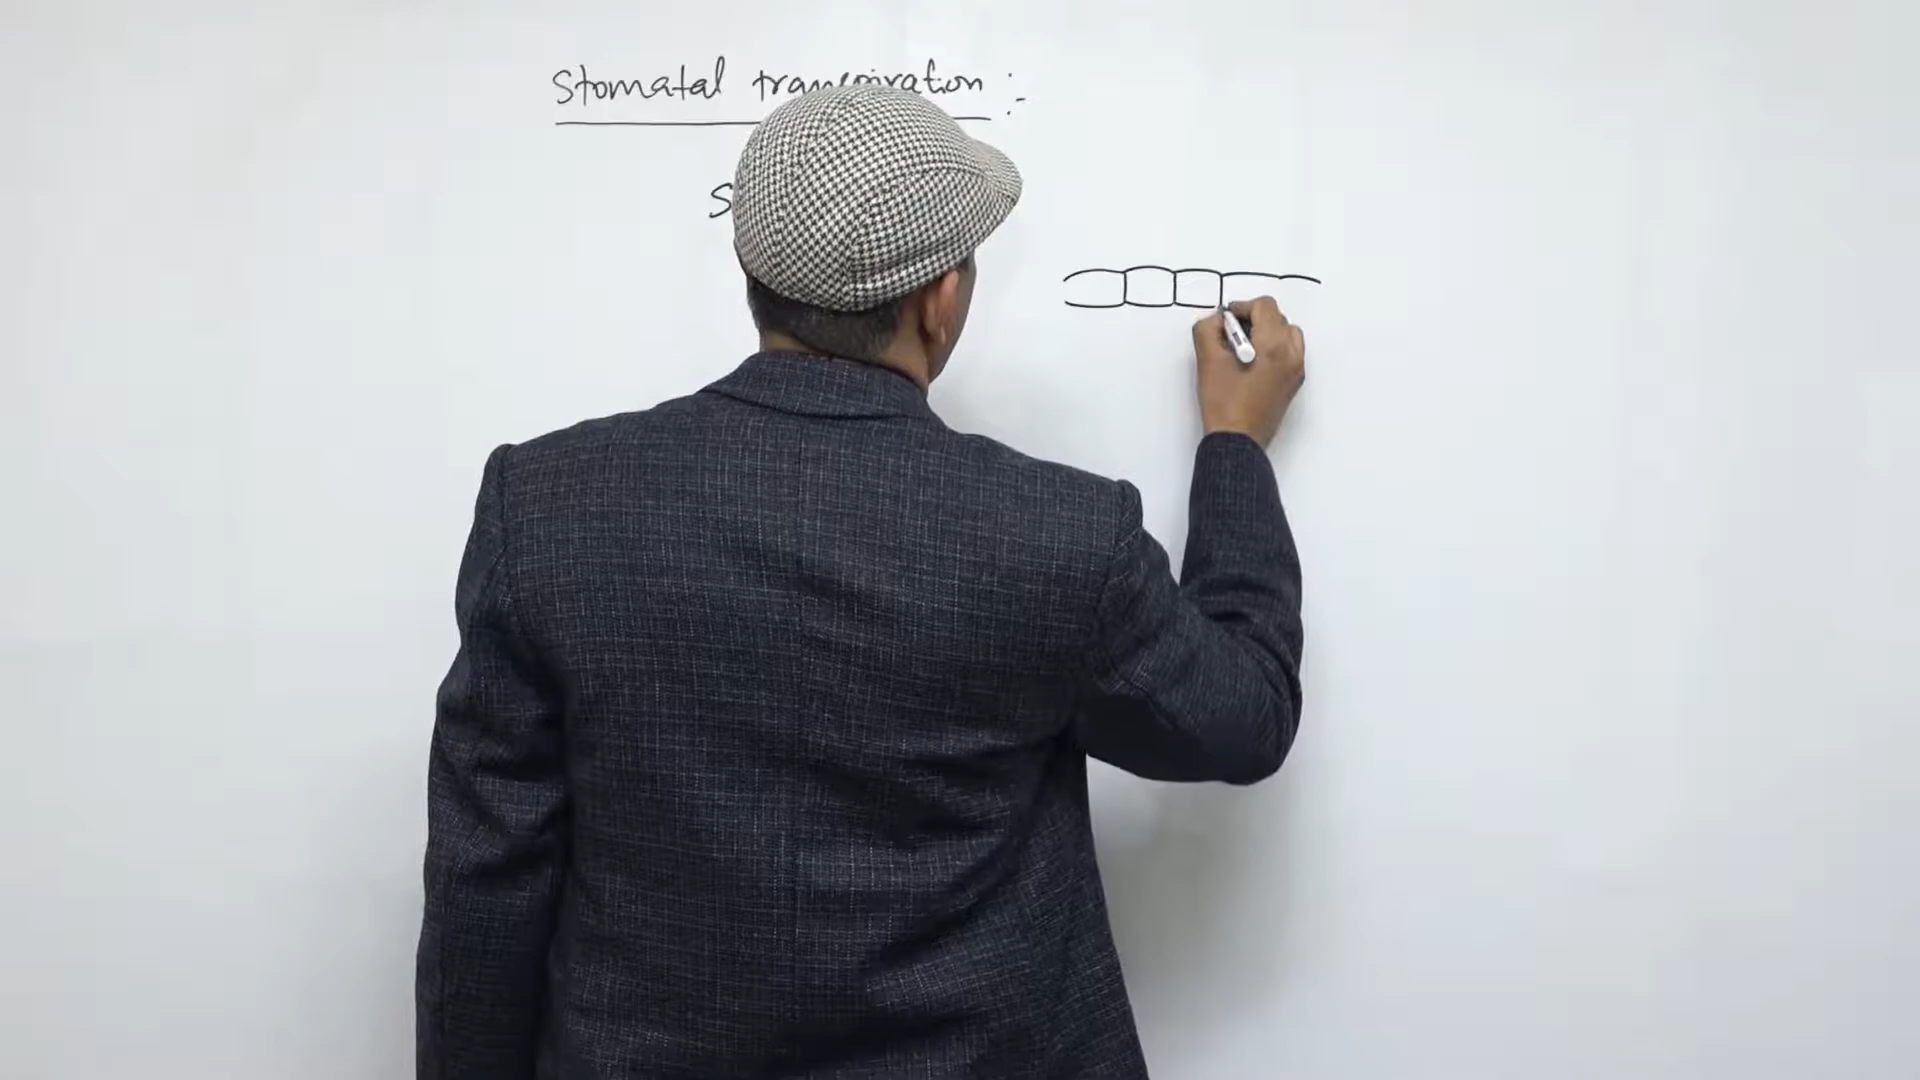 Stomatal transpiration :-
S